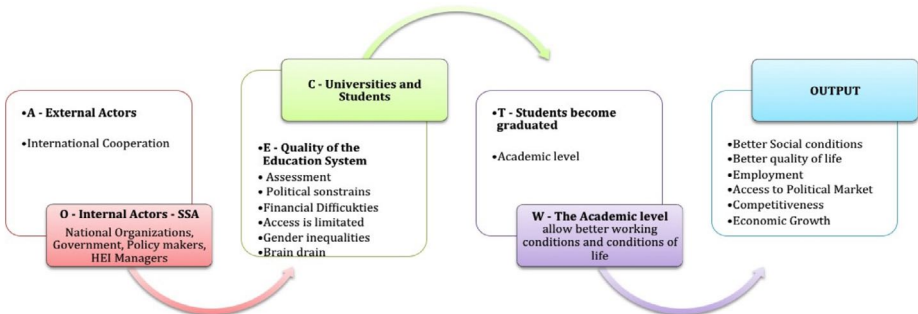 •A - External Actors
•International Cooperation
O - Internal Actors - SSA
National Organizations,
Government, Policy makers,
HEI Managers
C - Universities and
Students
•E - Quality of the
Education System
• Assessment
• Political sonstrains
•Financial Difficukties
•Access is limitated
•Gender inequalities
•Brain drain
•T - Students become
graduated
•Academic level
W - The Academic level
allow better working
conditions and conditions of
life
OUTPUT
•Better Social conditions
•Better quality of life
•Employment
•Access to Political Market
•Competitiveness
•Economic Growth